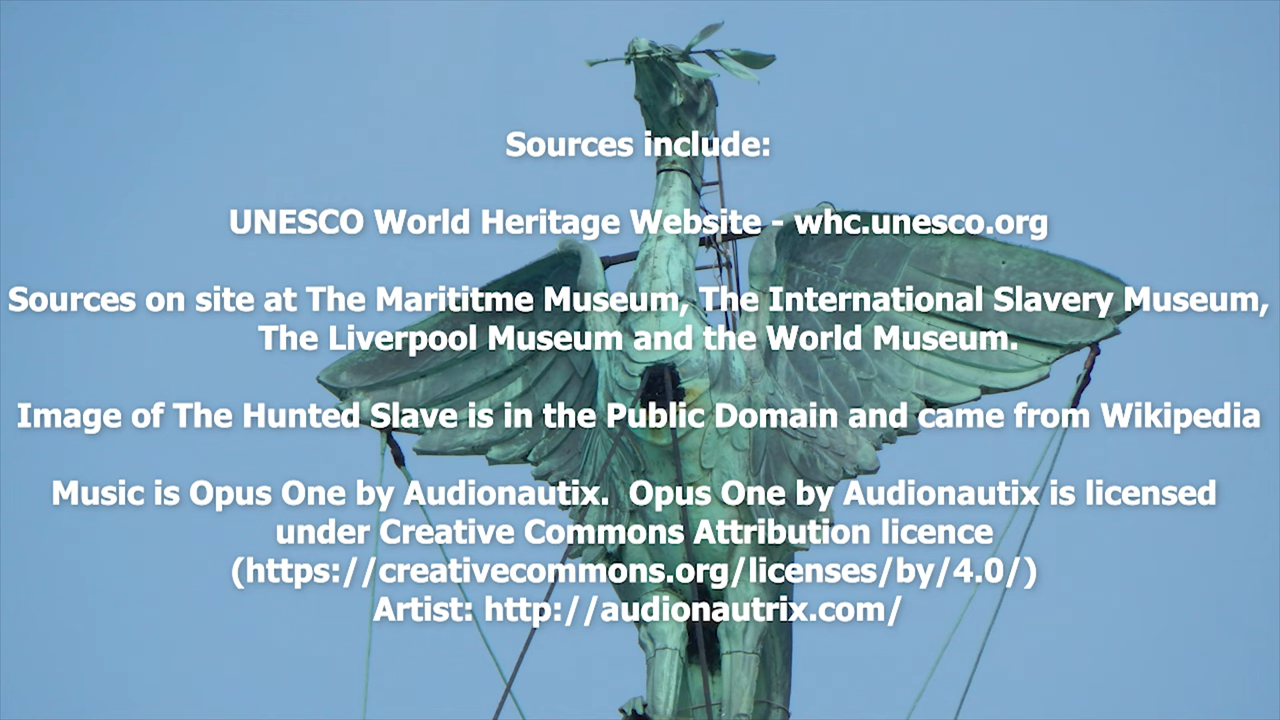 Sources include:
UNESCO World Heritage Website - whc.unesco.org
Sources on site at The Marititme Museum, The International Slavery Museum,
The Liverpool Museum and the World Museum.
Image of The Hunted Slave is in the Public Domain and came from Wikipedia
Music is Opus One by Audionautix.  Opus One by Audionautix is licensed
under Creative Commons Attribution licence
(https://creativecommons.org/licenses/by/4.0/)
Artist: http://audionautrix.com/